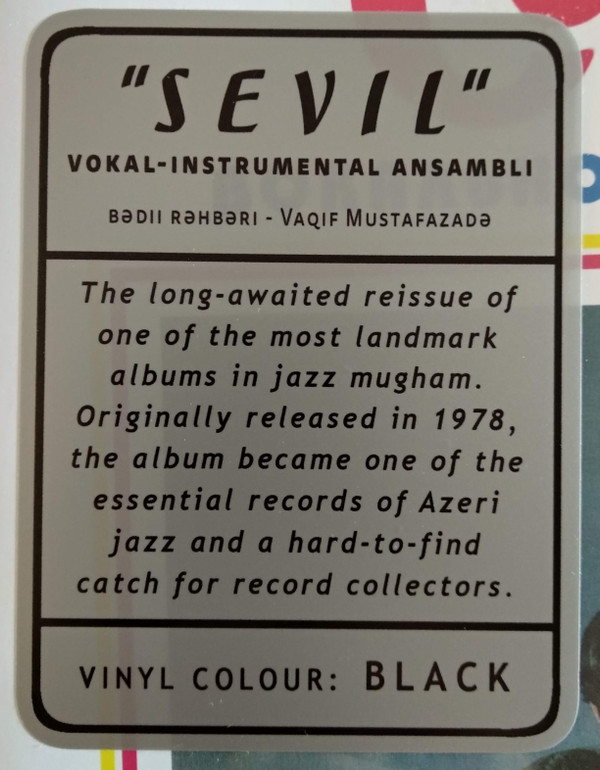 "SEVIL"
VOKAL-INSTRUMENTAL ANSAMBLI
BƏDII RƏHBƏRI - VAQIF MUSTAFAZADƏ
The long-awaited reissue of
one of the most landmark
albums in jazz mugham.
Originally released in 1978,
the album became one of the
essential records of Azeri
jazz and a hard-to-find
catch for record collectors.
VINYL COLOUR: BLACK